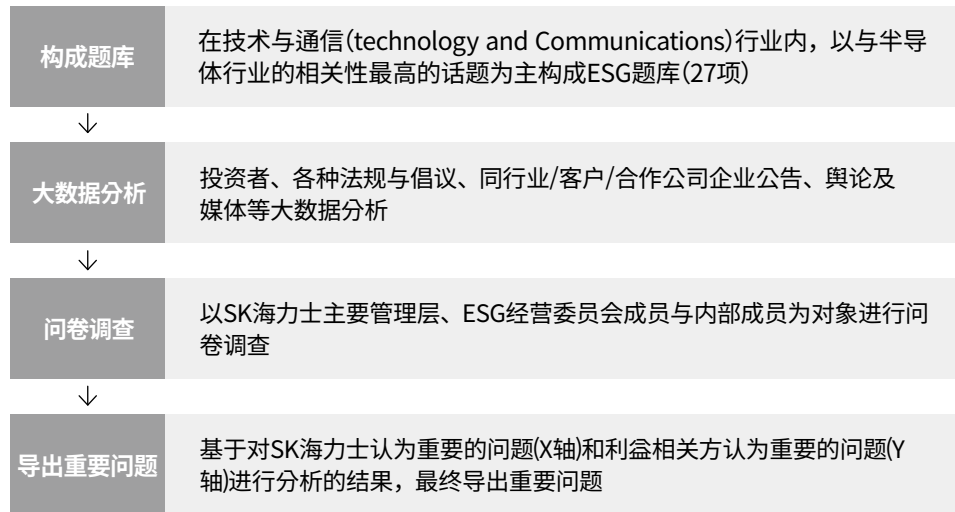 构成题库
在技术与通信(technology and Communications)行业内，以与半导
体行业的相关性最高的话题为主构成ESG题库(27项)
大数据分析
投资者、各种法规与倡议、同行业/客户/合作公司企业公告、舆论及
媒体等大数据分析
问卷调查
以SK海力士主要管理层、ESG经营委员会成员与内部成员为对象进行问
卷调查
导出重要问题
基于对SK海力士认为重要的问题(X轴)和利益相关方认为重要的问题(Y
轴)进行分析的结果，最终导出重要问题